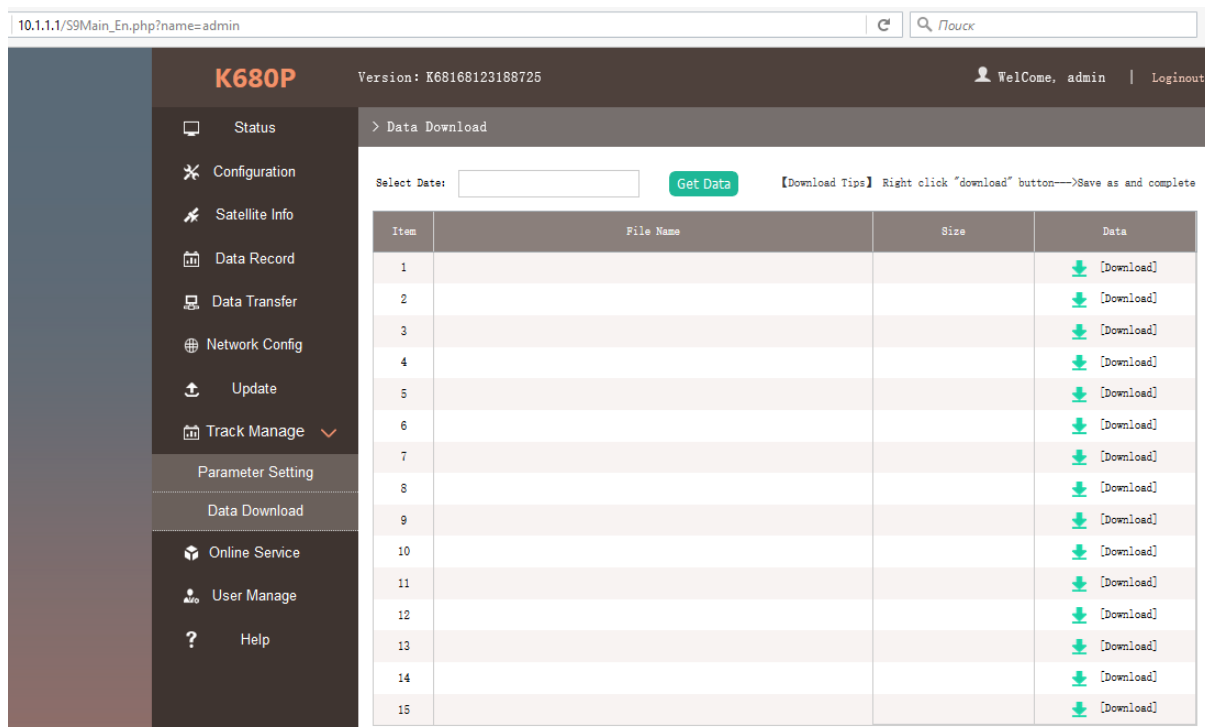 10.1.1.1/S9Main_En.php?name=admin
Поиск
K680P
Version: K68168123188725
WelCome, admin | Loginout
Status
Configuration
Satellite Info
Data Record
Data Transfer
Network Config
Update
Track Manage
Parameter Setting
Data Download
Online Service
User Manage
? Help
> Data Download
Select Date:
Get Data
【Download Tips】 Right click "download" button--->Save as and complete
Item File Name Size Data
1 [Download]
2 [Download]
3 [Download]
4 [Download]
5 [Download]
6 [Download]
7 [Download]
8 [Download]
9 [Download]
10 [Download]
11 [Download]
12 [Download]
13 [Download]
14 [Download]
15 [Download]